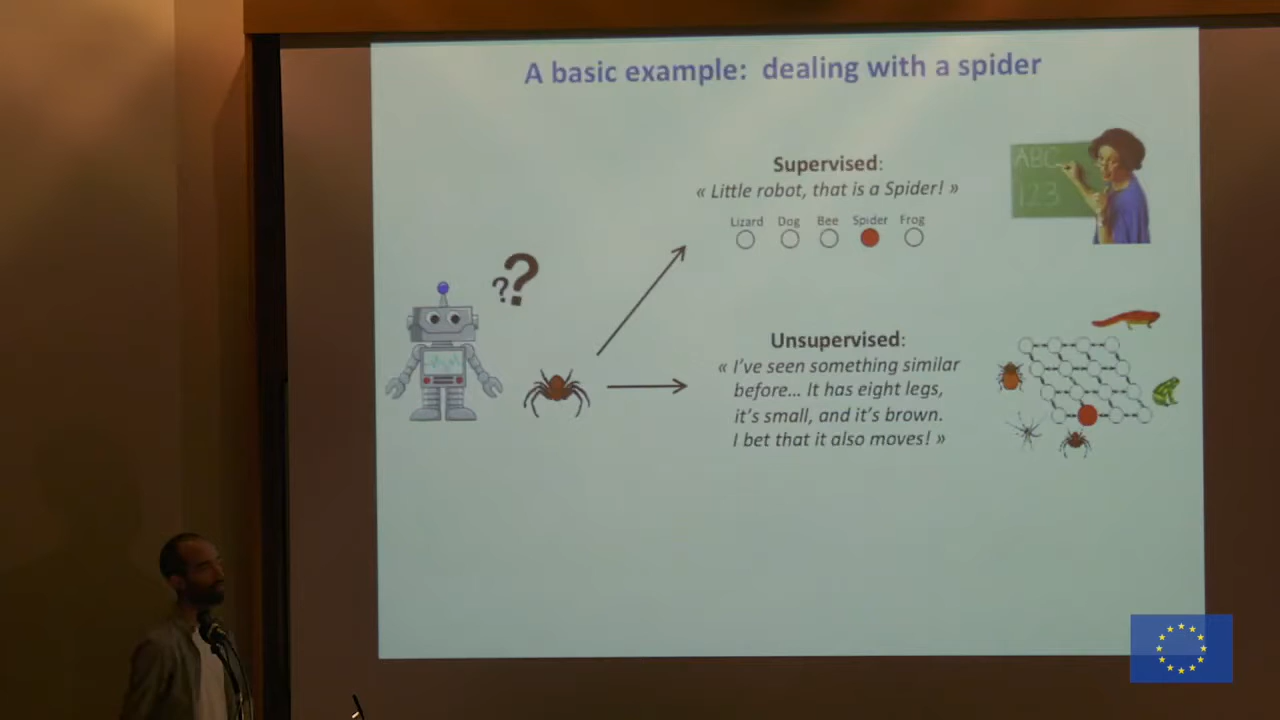 A basic example: dealing with a spider
Supervised:
« Little robot, that is a Spider! »
Lizard Dog Bee Spider Frog
ABC
123
??
Unsupervised:
« I've seen something similar
before... It has eight legs,
it's small, and it's brown.
I bet that it also moves! »